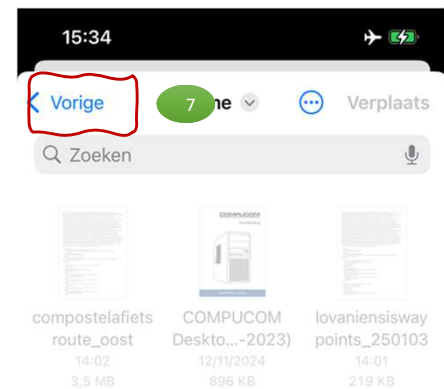 15:34
Vorige 7 ne Verplaats
Zoeken
COMPUCOM
compostelafiets COMPUCOM lovaniensisway
route_oost Deskto...-2023) points_250103
14:02 12/11/2024 14:01
3,5 MB 896 KB 219 KB